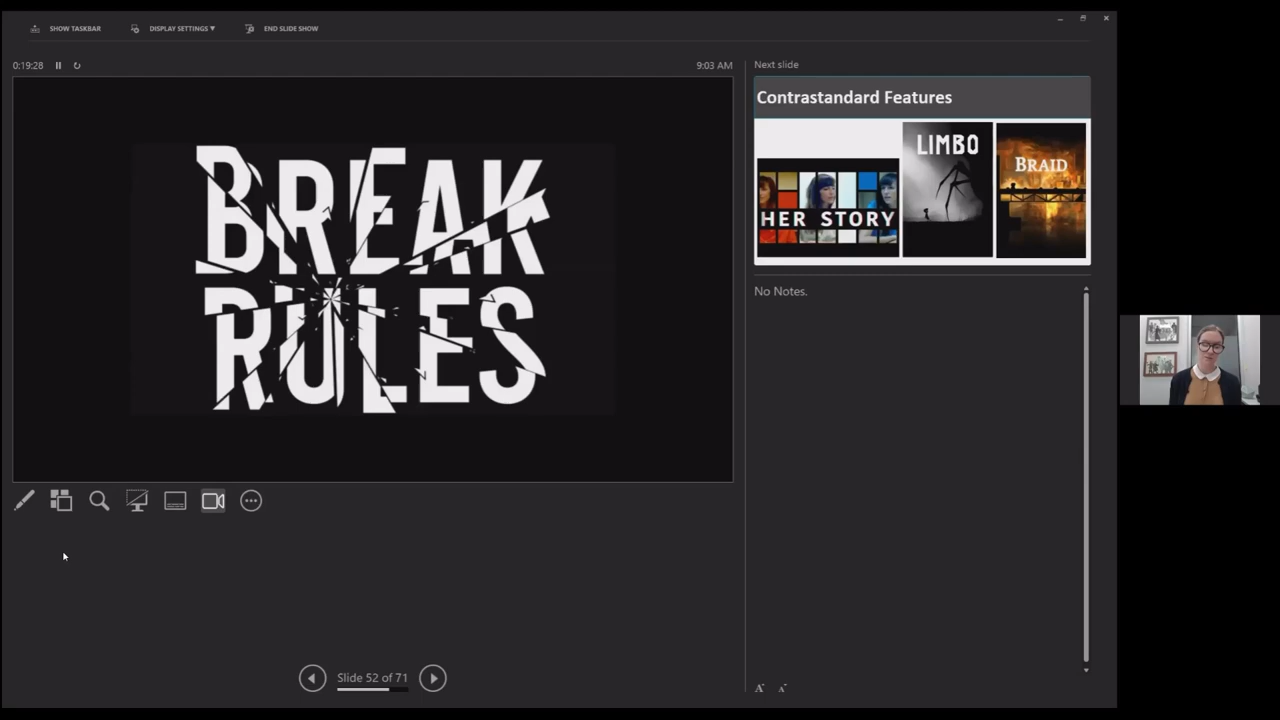 SHOW TASKBAR
DISPLAY SETTINGS ▼
END SLIDE SHOW
0:19:28
9:03 AM
BREAK
RULES
Slide 52 of 71
Next slide
Contrastandard Features
HER STORY
LIMBO
BRAID
No Notes.
A
A